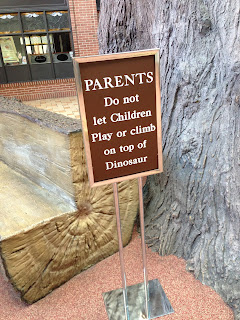 PARENTS
Do not
let Children
Play or climb
on top of
Dinosaur